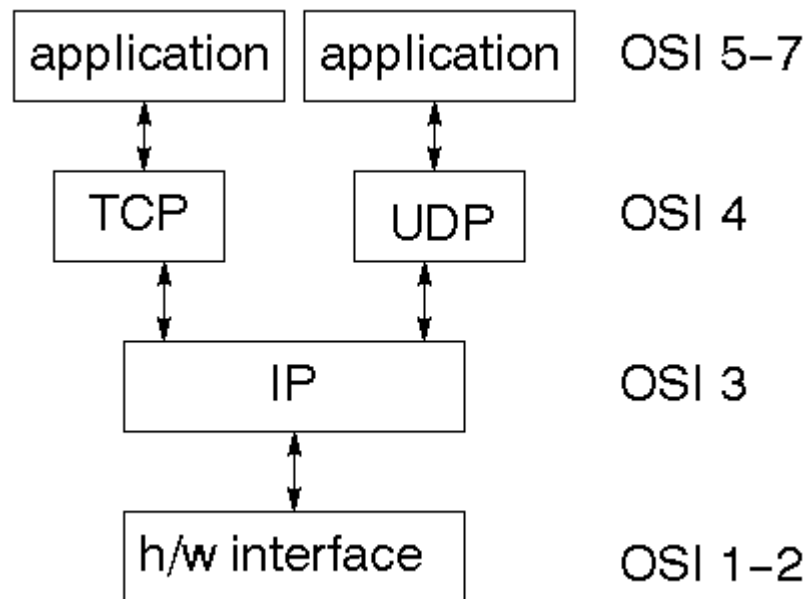 application application OSI 5-7
TCP UDP OSI 4
IP OSI 3
h/w interface OSI 1-2